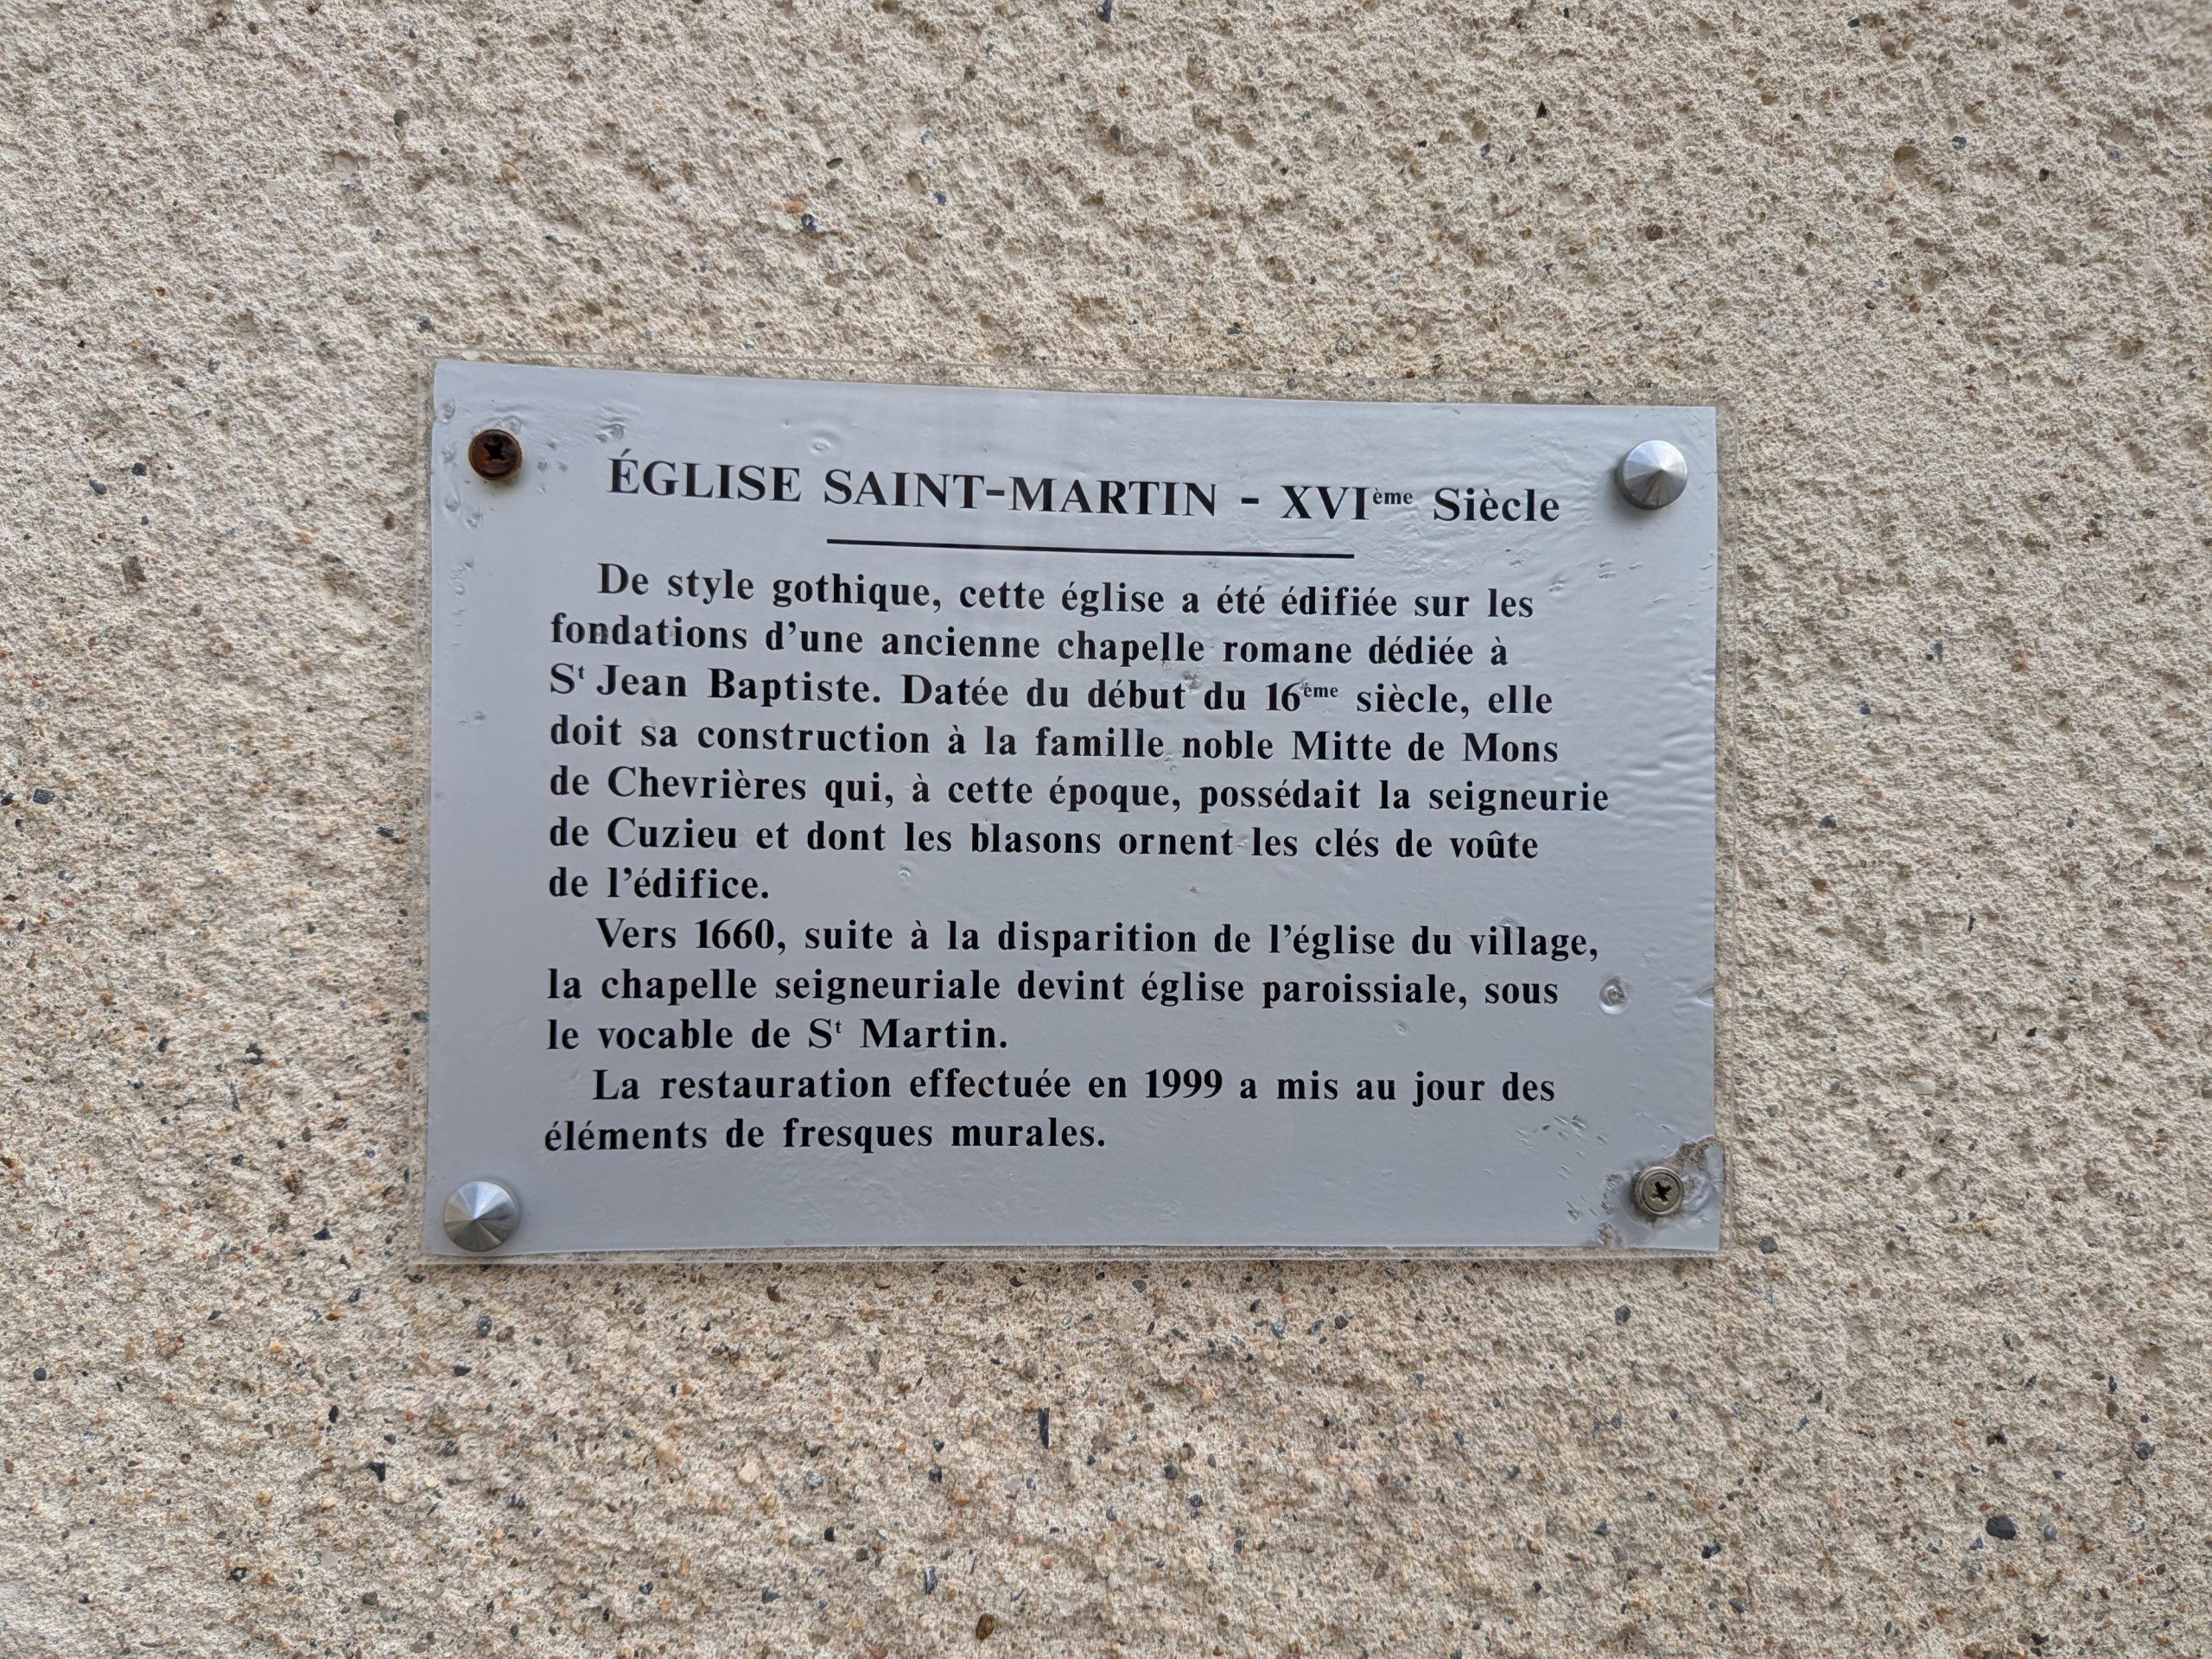 ÉGLISE SAINT-MARTIN - XVIème Siècle
De style gothique, cette église a été édifiée sur les
fondations d'une ancienne chapelle romane dédiée à
St Jean Baptiste. Datée du début du 16ème siècle, elle
doit sa construction à la famille noble Mitte de Mons
de Chevrières qui, à cette époque, possédait la seigneurie
de Cuzieu et dont les blasons ornent les clés de voûte
de l'édifice.
Vers 1660, suite à la disparition de l'église du village,
la chapelle seigneuriale devint église paroissiale, sous
le vocable de St Martin.
La restauration effectuée en 1999 a mis au jour des
éléments de fresques murales.